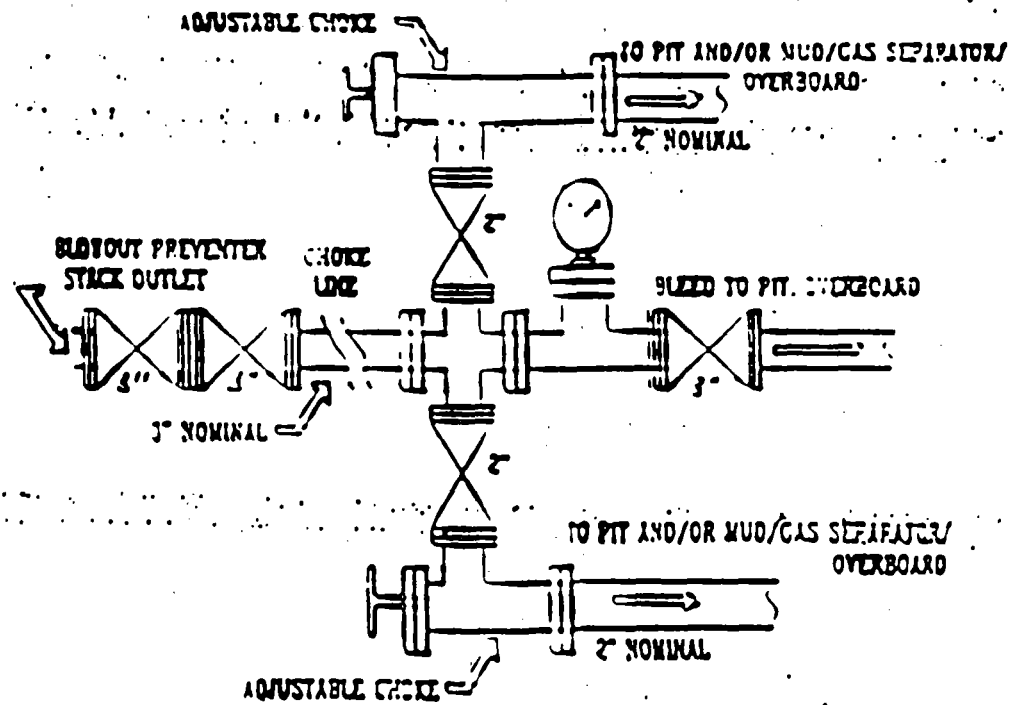 ADJUSTABLE CHOKE
TO PIT AND/OR MUD/GAS SEPARATOR/
OVERBOARD
2" NOMINAL
2"
BLOWOUT PREVENTER
STACK OUTLET
CHOKE
LINE
BLEED TO PIT. OVERBOARD
3"
3"
3"
3" NOMINAL
2"
TO PIT AND/OR MUD/GAS SEPARATOR/
OVERBOARD
2" NOMINAL
ADJUSTABLE CHOKE